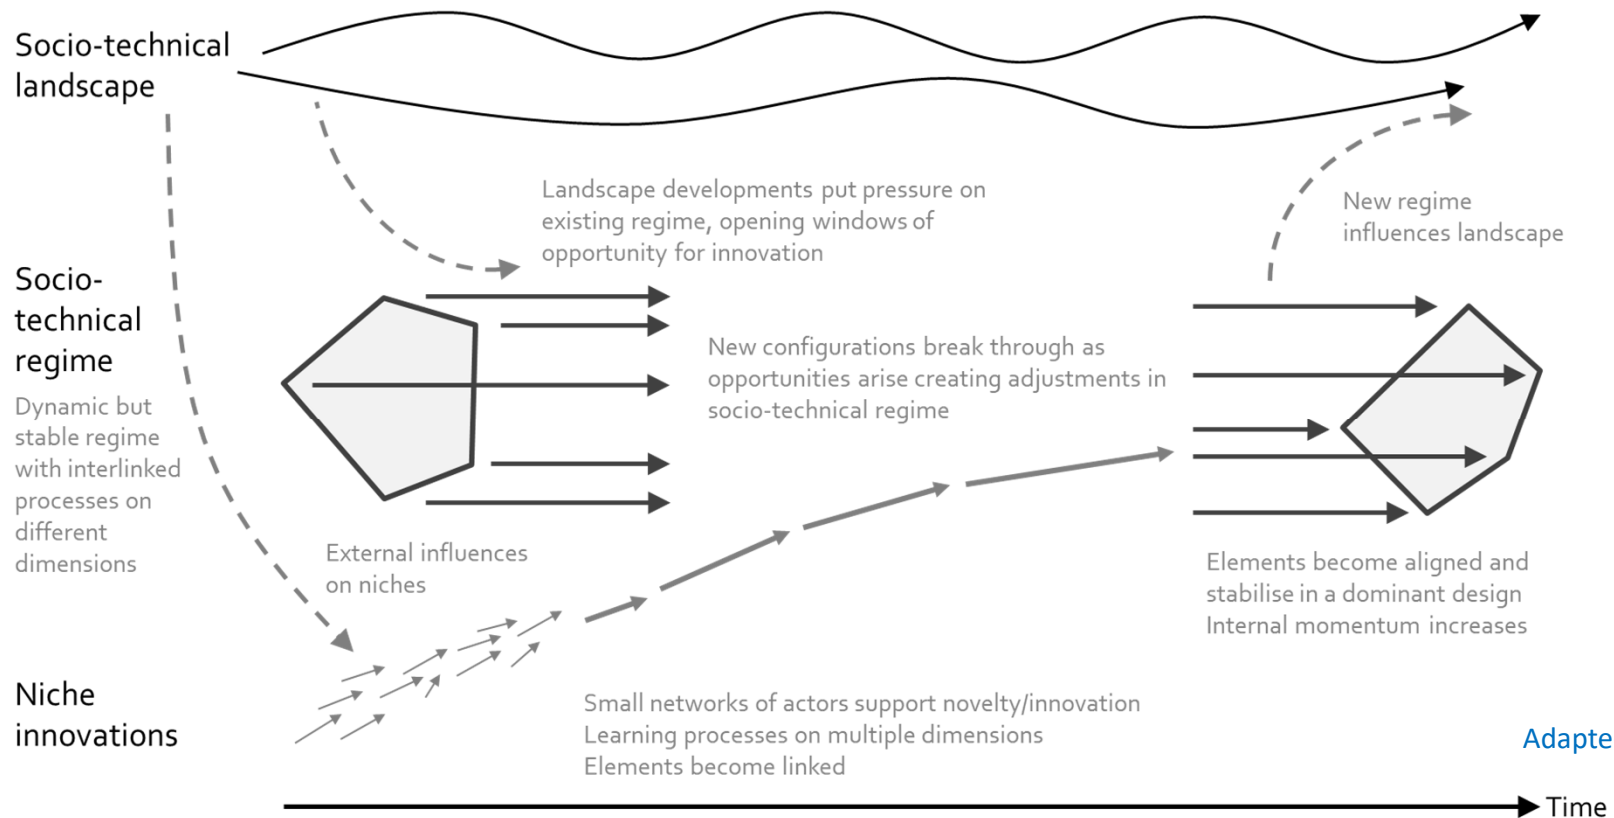 Socio-technical
landscape
Landscape developments put pressure on
existing regime, opening windows of
opportunity for innovation
New regime
influences landscape
Socio-
technical
regime
Dynamic but
stable regime
with interlinked
processes on
different
dimensions
New configurations break through as
opportunities arise creating adjustments in
socio-technical regime
External influences
on niches
Elements become aligned and
stabilise in a dominant design
Internal momentum increases
Niche
innovations
Small networks of actors support novelty/innovation
Learning processes on multiple dimensions
Elements become linked
Adapte
Time